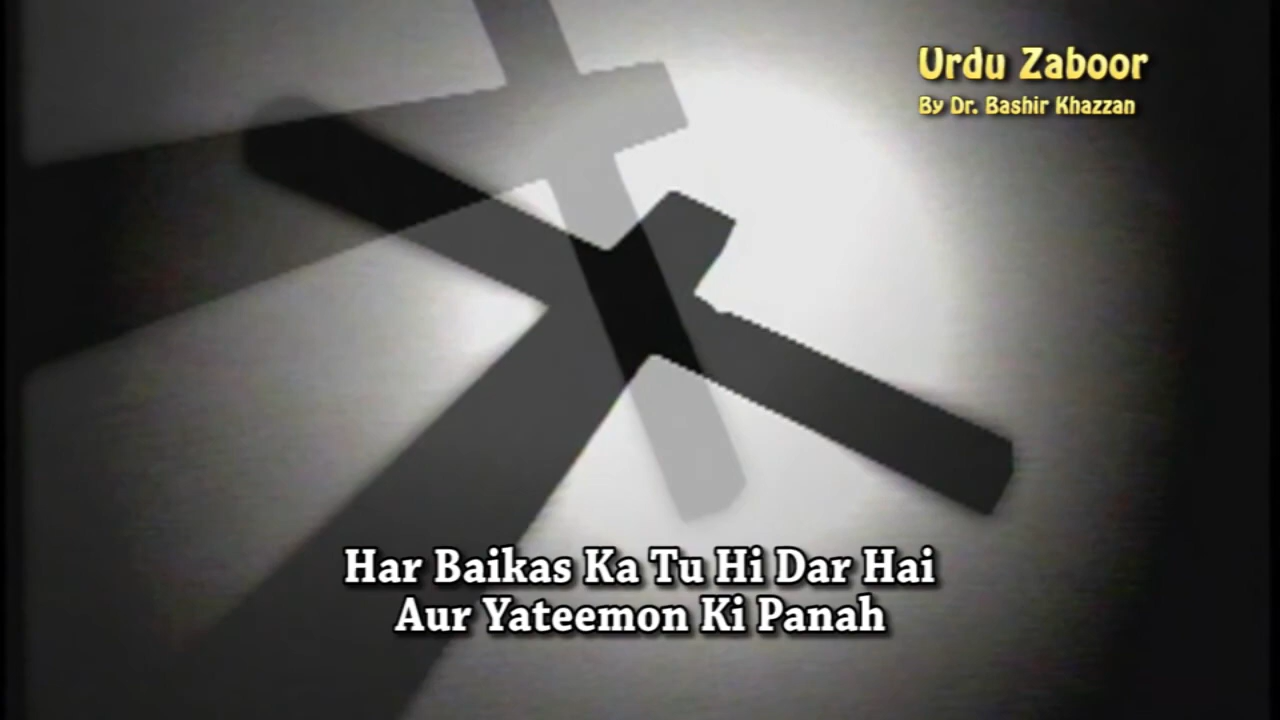 Urdu Zaboor
By Dr. Bashir Khazzan
Har Baikas Ka Tu Hi Dar Hai
Aur Yateemon Ki Panah